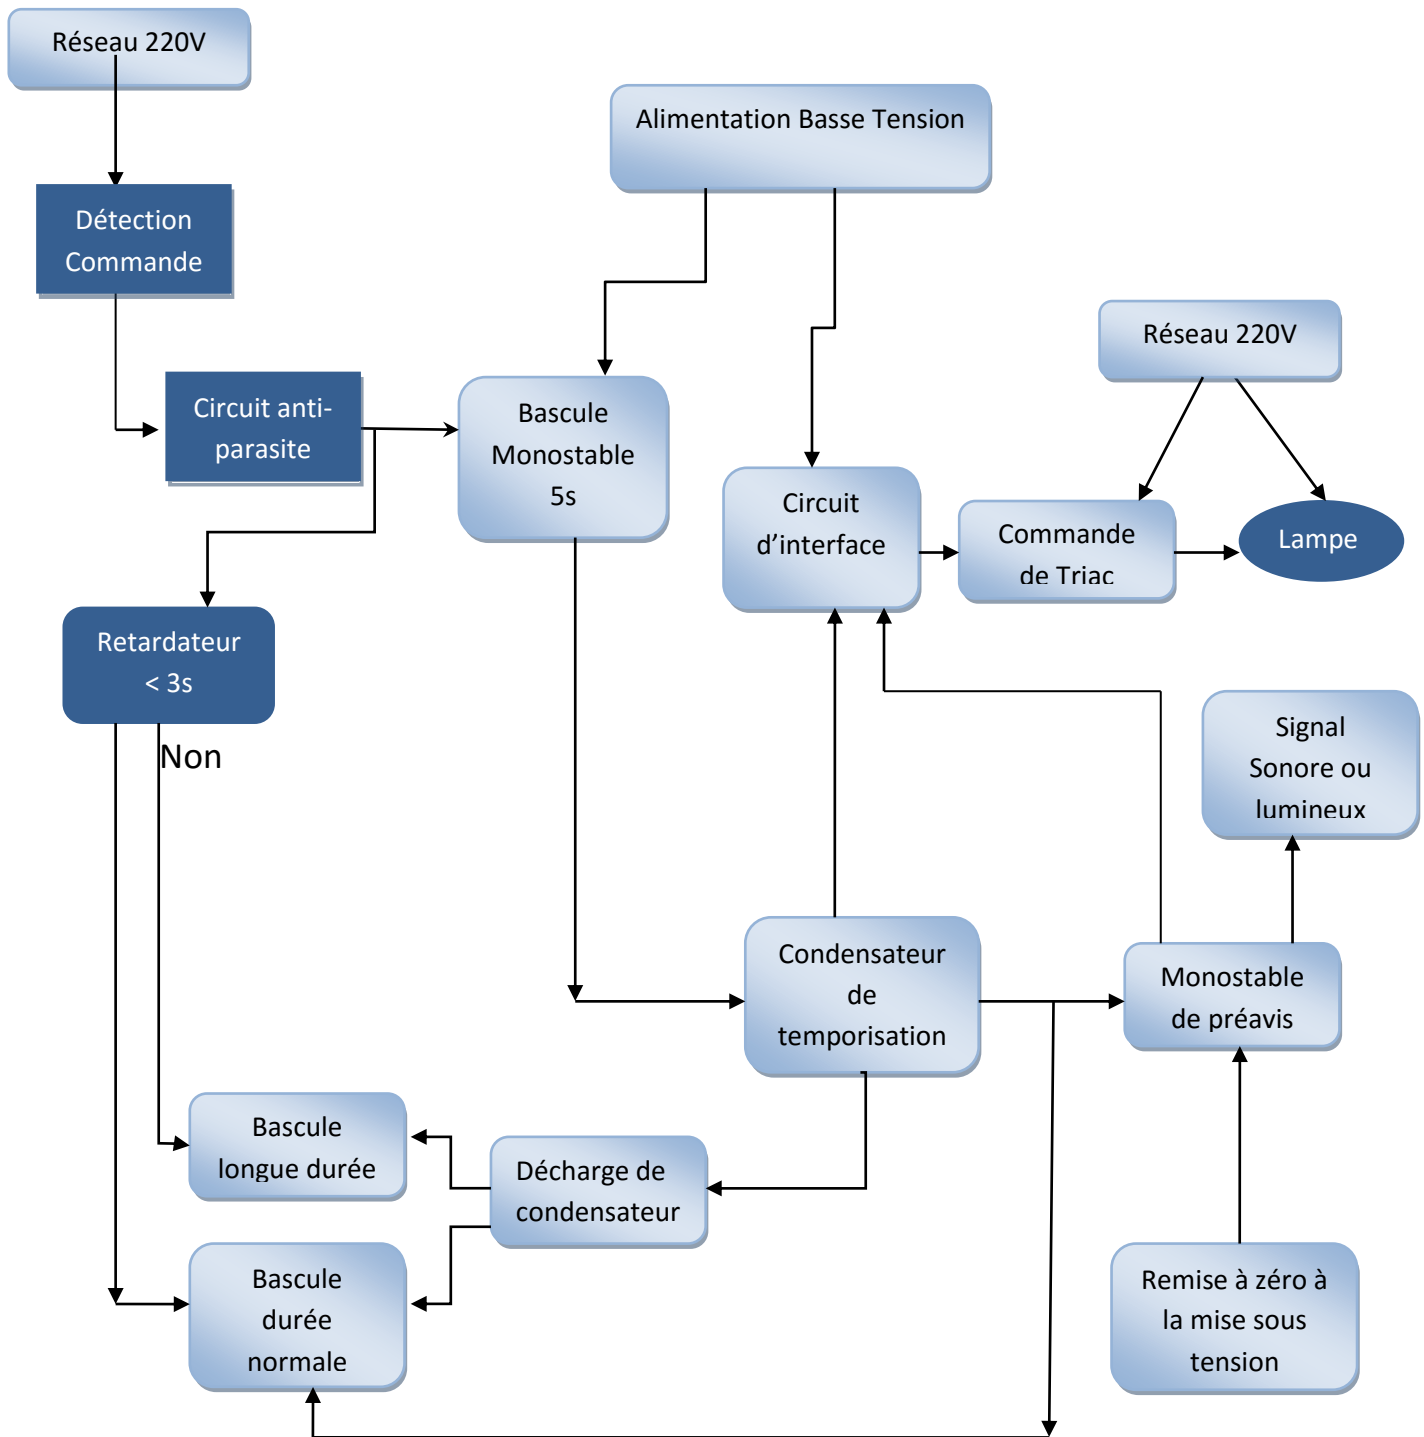 Réseau 220V
Alimentation Basse Tension
Détection
Commande
Réseau 220V
Circuit anti-
parasite
Bascule
Monostable
5s
Circuit
d’interface
Commande
de Triac
Lampe
Retardateur
< 3s
Non
Signal
Sonore ou
lumineux
Condensateur
de
temporisation
Monostable
de préavis
Bascule
longue durée
Décharge de
condensateur
Bascule
durée
normale
Remise à zéro à
la mise sous
tension